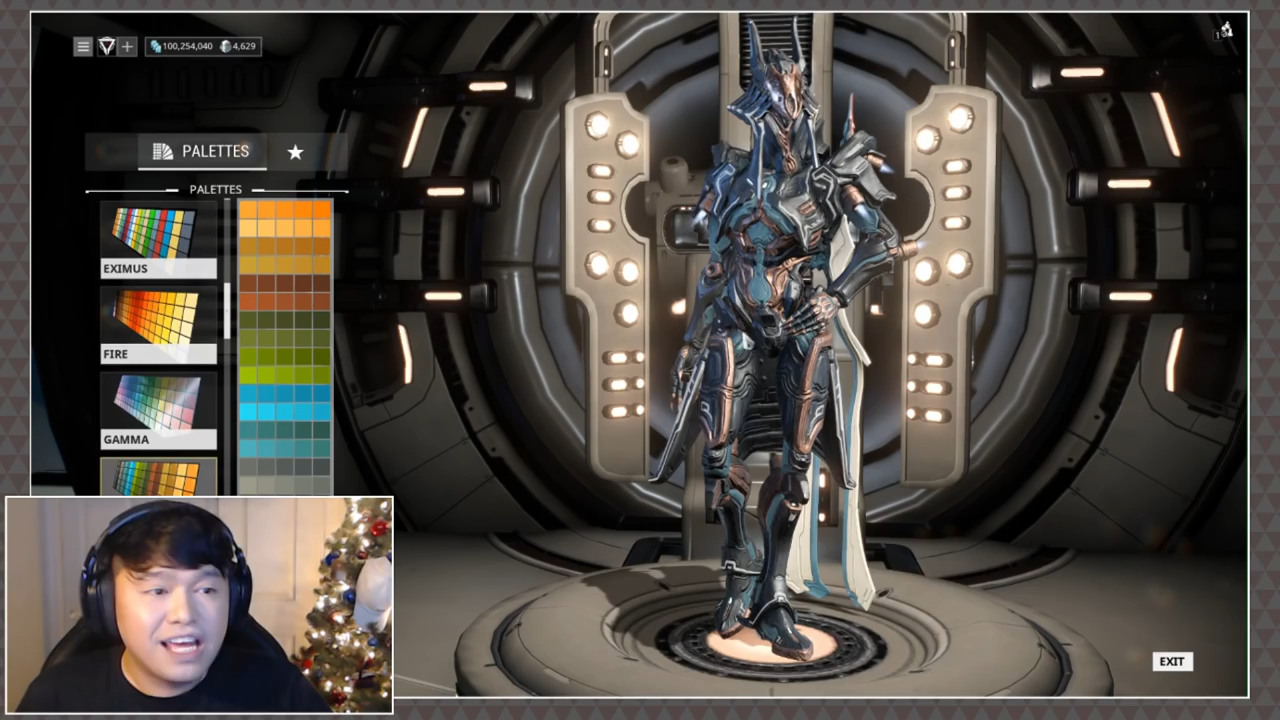 100,254,040 4,629
PALETTES
PALETTES
EXIMUS
FIRE
GAMMA
EXIT